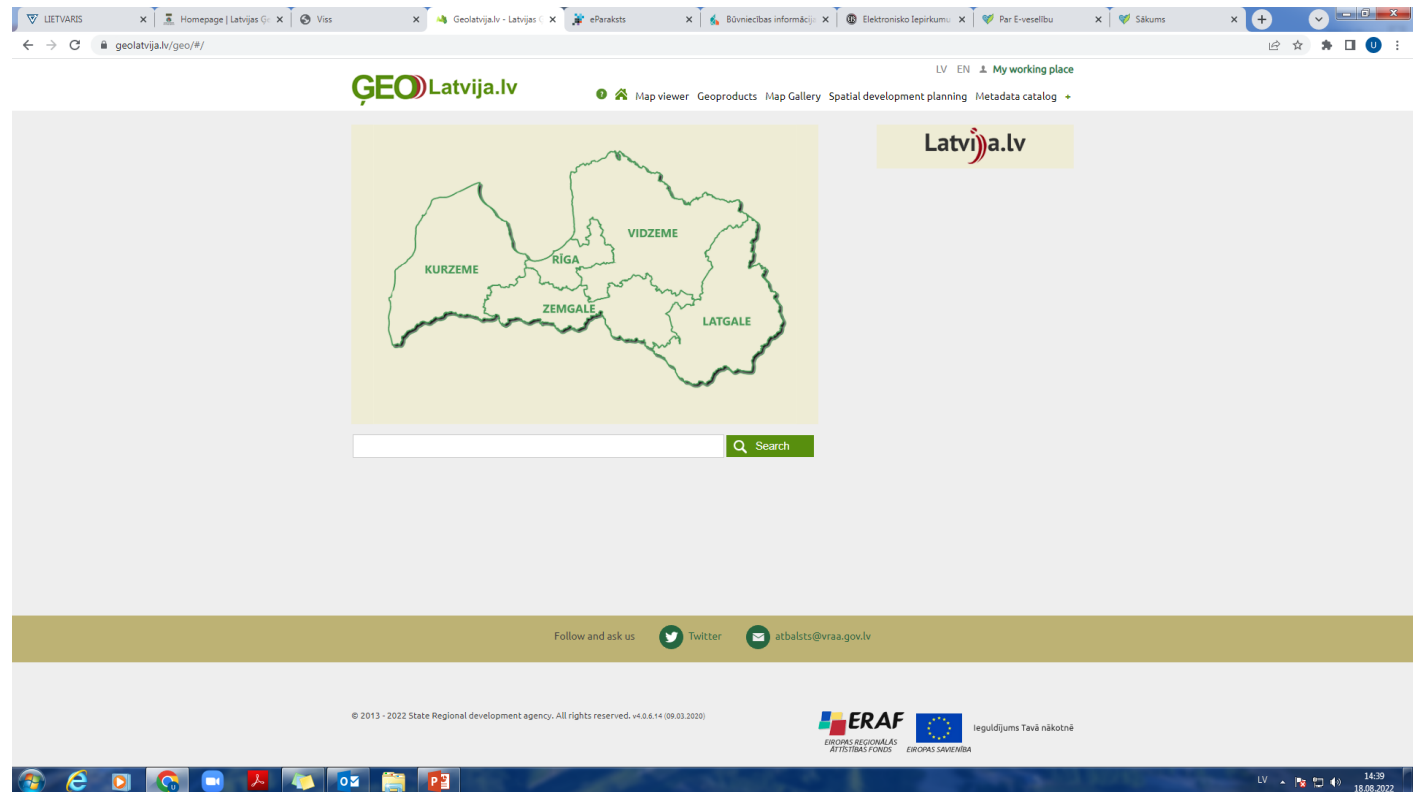 LIETVARIS
Homepage | Latvijas Ģe
Viss
Geolatvija.lv - Latvijas Ģ
eParaksts
Būvniecības informācija
Elektronisko Iepirkumu
Par E-veselību
Sākums
geolatvija.lv/geo/#/
U
LV EN My working place
ĢEO Latvija.lv
? Map viewer Geoproducts Map Gallery Spatial development planning Metadata catalog +
Latvija.lv
VIDZEME
RĪGA
KURZEME
ZEMGALE
LATGALE
Search
Follow and ask us Twitter atbalsts@vraa.gov.lv
© 2013 - 2022 State Regional development agency. All rights reserved. v4.0.6.14 (09.03.2020)
ERAF
EIROPAS REGIONĀLĀS
ATTĪSTĪBAS FONDS
EIROPAS SAVIENĪBA
Ieguldījums Tavā nākotnē
LV
14:39
18.08.2022